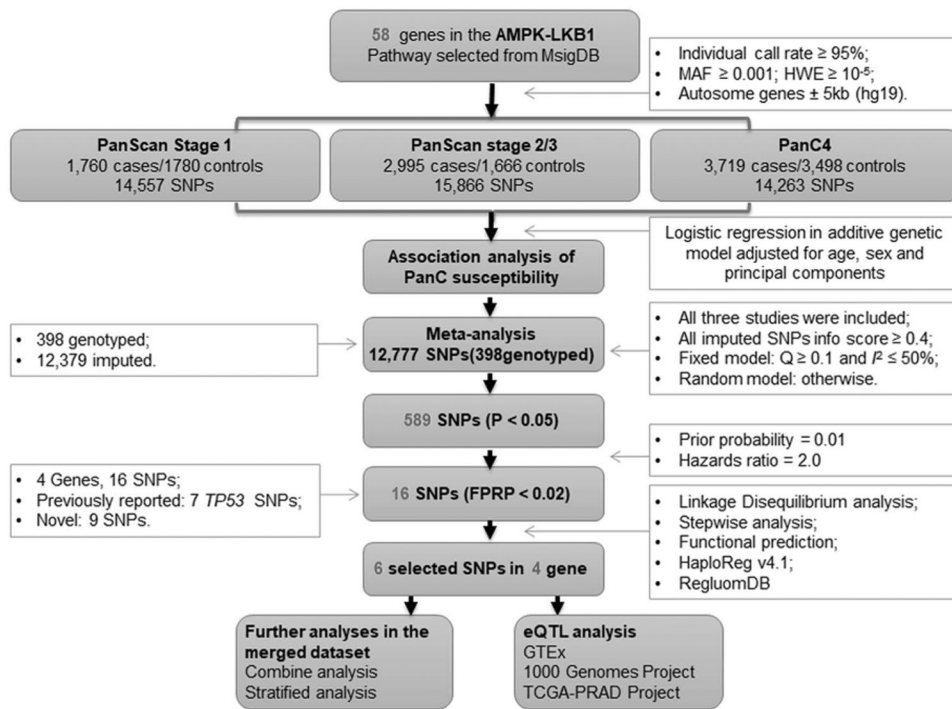 58 genes in the AMPK-LKB1
Pathway selected from MsigDB
• Individual call rate ≥ 95%;
• MAF ≥ 0.001; HWE ≥ 10⁻⁵;
• Autosome genes ± 5kb (hg19).
PanScan Stage 1
1,760 cases/1780 controls
14,557 SNPs
PanScan stage 2/3
2,995 cases/1,666 controls
15,866 SNPs
PanC4
3,719 cases/3,498 controls
14,263 SNPs
Logistic regression in additive genetic
model adjusted for age, sex and
principal components
Association analysis of
PanC susceptibility
• 398 genotyped;
• 12,379 imputed.
Meta-analysis
12,777 SNPs(398genotyped)
• All three studies were included;
• All imputed SNPs info score ≥ 0.4;
• Fixed model: Q ≥ 0.1 and I² ≤ 50%;
• Random model: otherwise.
589 SNPs (P < 0.05)
• Prior probability = 0.01
• Hazards ratio = 2.0
• 4 Genes, 16 SNPs;
• Previously reported: 7 TP53 SNPs;
• Novel: 9 SNPs.
16 SNPs (FPRP < 0.02)
• Linkage Disequilibrium analysis;
• Stepwise analysis;
• Functional prediction;
• HaploReg v4.1;
• RegluomDB
6 selected SNPs in 4 gene
Further analyses in the
merged dataset
Combine analysis
Stratified analysis
eQTL analysis
GTEx
1000 Genomes Project
TCGA-PRAD Project